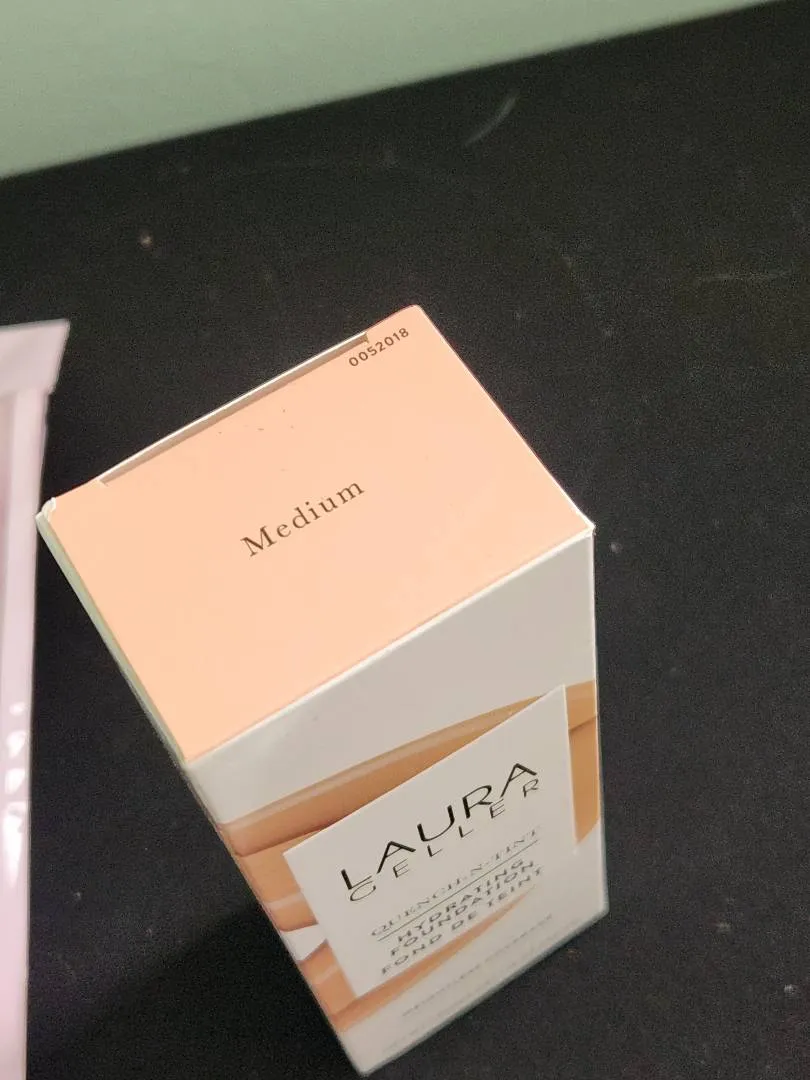 0052018
Medium
LAURA
GELLER
QUENCH-N-TINT
HYDRATING
FOUNDATION
FOND DE TEINT